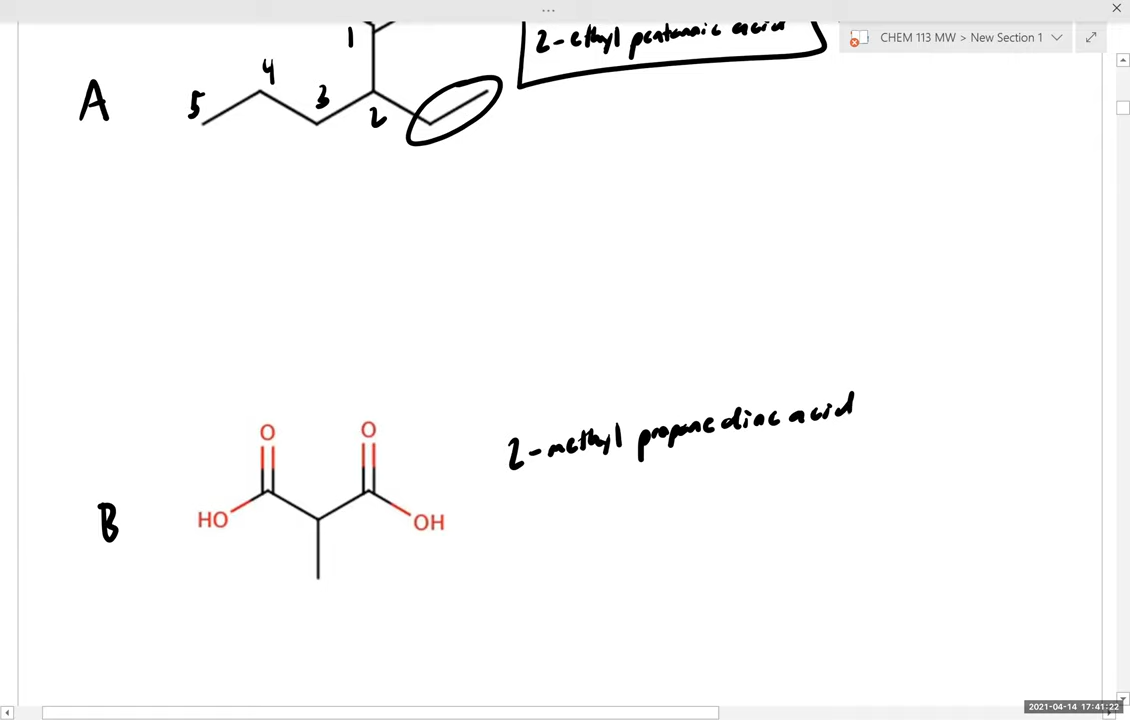 ...
CHEM 113 MW > New Section 1
1
2-ethyl pentanoic acid
A
5
4
3
2
2-methyl propanedioic acid
O
O
HO
OH
B
2021-04-14 17:41:22